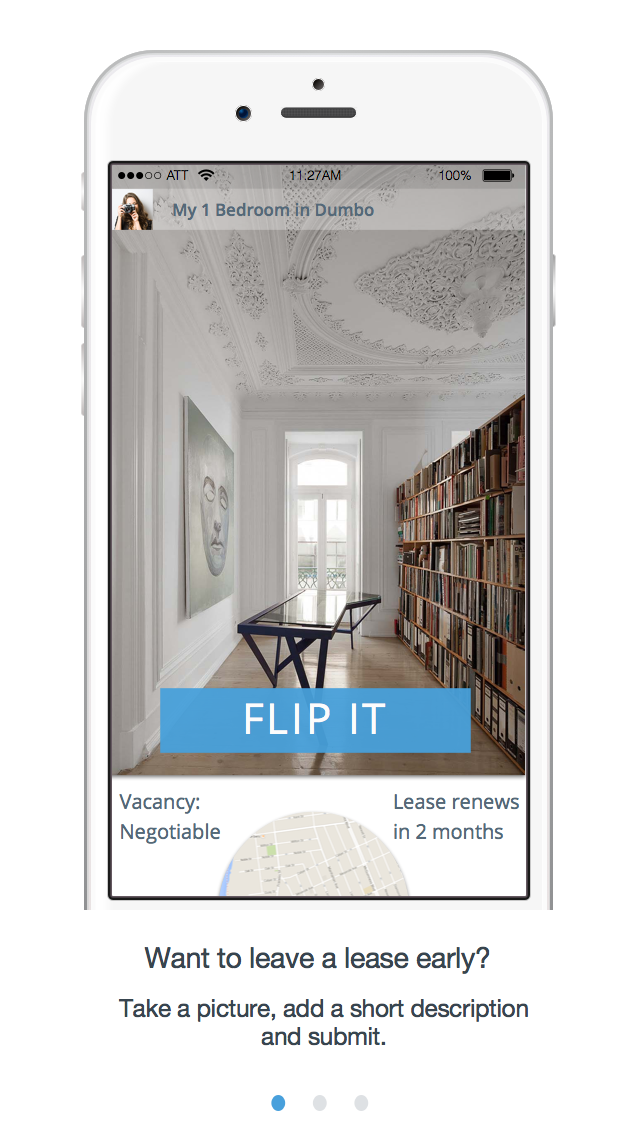 ATT 11:27AM 100%
My 1 Bedroom in Dumbo
FLIP IT
Vacancy:
Negotiable
Lease renews
in 2 months
Want to leave a lease early?
Take a picture, add a short description
and submit.